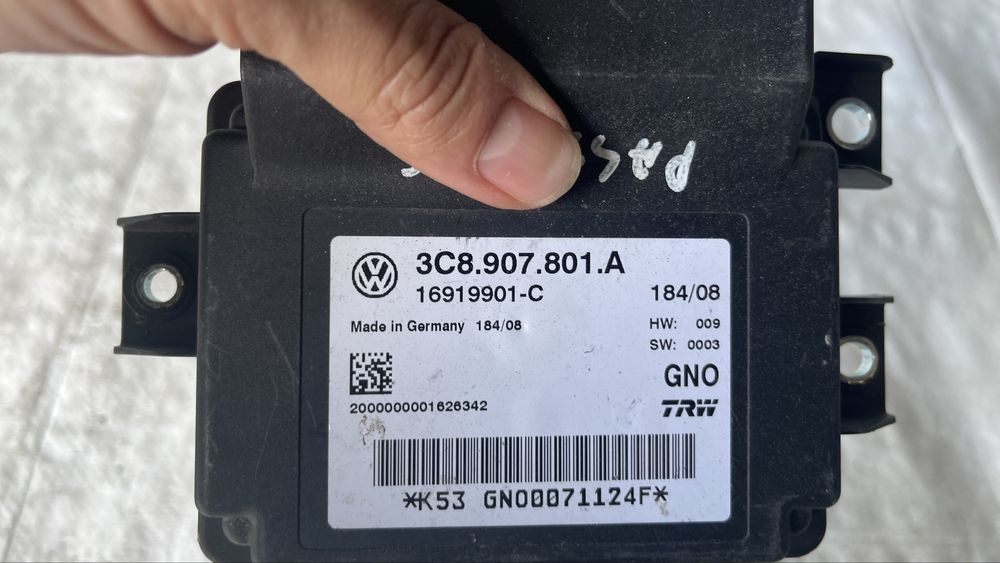 3C8.907.801.A
16919901-C 184/08
Made in Germany 184/08 HW: 009
SW: 0003
GNO
2000000001626342 TRW
*K53 GNO0071124F*